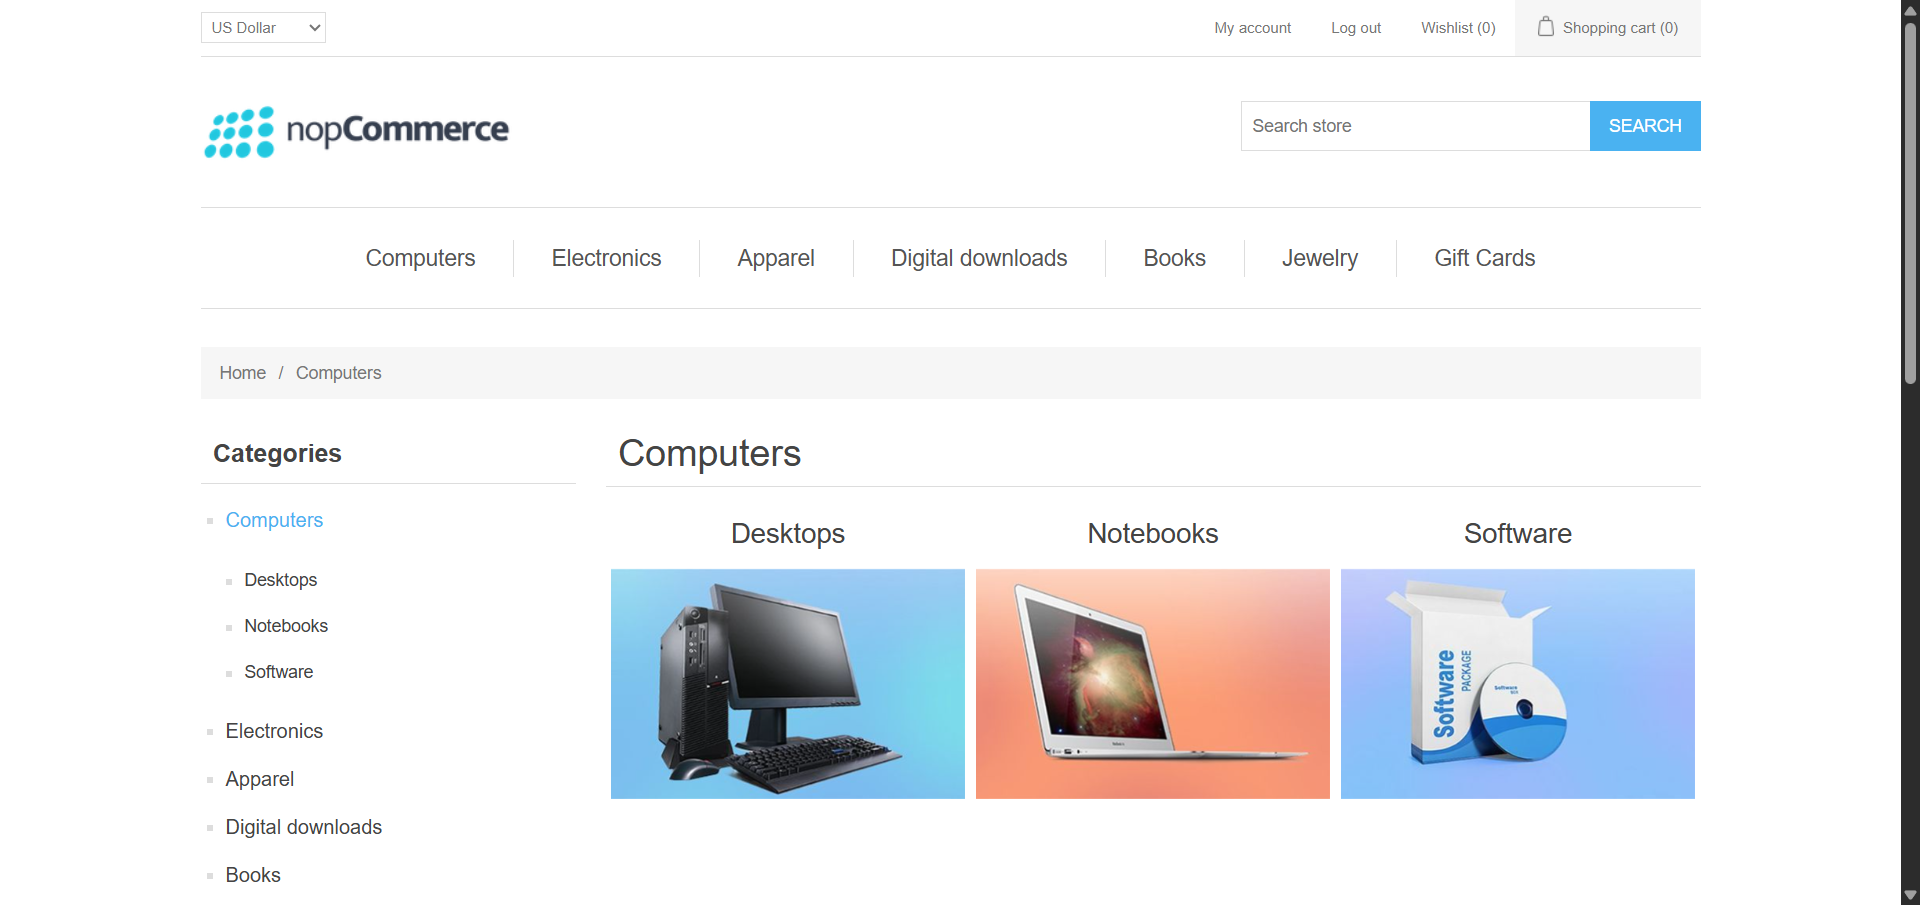 US Dollar
My account
Log out
Wishlist (0)
Shopping cart (0)
nopCommerce
Search store
SEARCH
Computers
Electronics
Apparel
Digital downloads
Books
Jewelry
Gift Cards
Home / Computers
Categories
Computers
Desktops
Notebooks
Software
Electronics
Apparel
Digital downloads
Books
Computers
Desktops
Notebooks
Software
Software
PACKAGE
Software